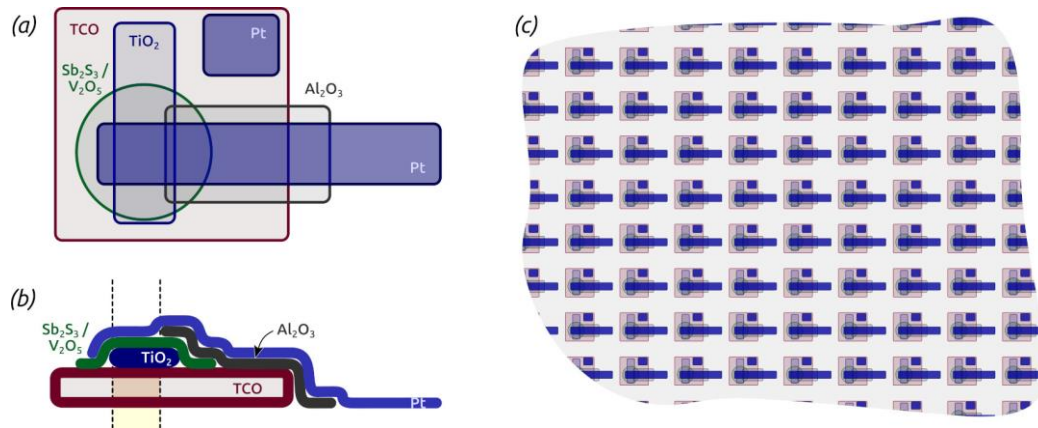 (a)
TCO
TiO₂
Pt
Sb₂S₃ /
V₂O₅
Al₂O₃
Pt
(b)
Sb₂S₃ /
V₂O₅
Al₂O₃
TiO₂
TCO
Pt
(c)